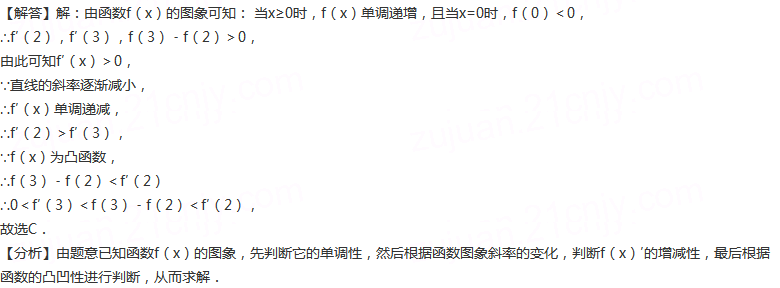 【解答】解：由函数f（x）的图象可知： 当x≥0时，f（x）单调递增，且当x=0时，f（0）＜0，
∴f′（2），f′（3），f（3）﹣f（2）＞0，
由此可知f′（x）＞0，
∵直线的斜率逐渐减小，
∴f′（x）单调递减，
∴f′（2）＞f′（3），
∵f（x）为凸函数，
∴f（3）﹣f（2）＜f′（2）
∴0＜f′（3）＜f（3）﹣f（2）＜f′（2），
故选C．
【分析】由题意已知函数f（x）的图象，先判断它的单调性，然后根据函数图象斜率的变化，判断f（x）′的增减性，最后根据
函数的凸凹性进行判断，从而求解．